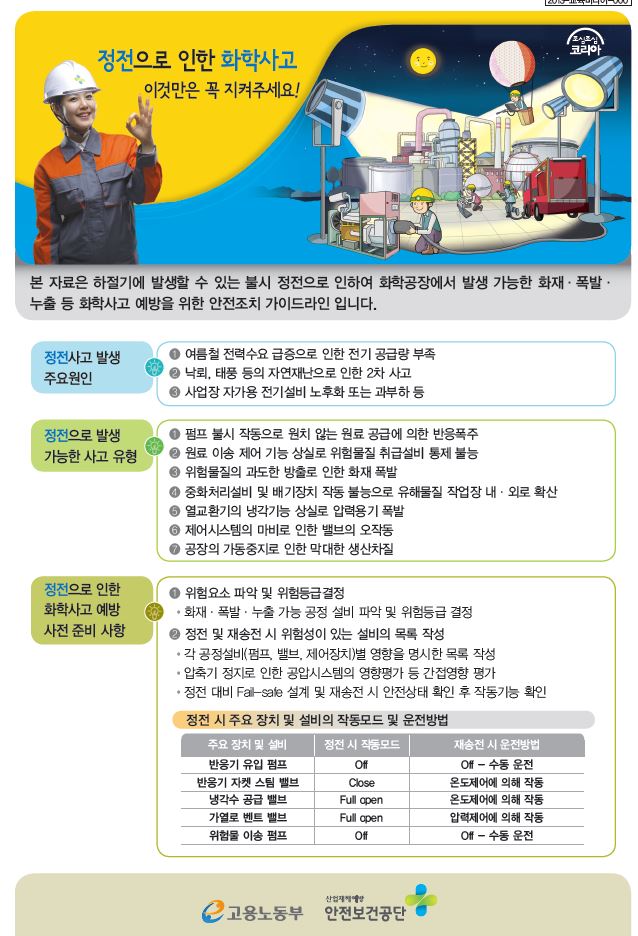 2013-교육미디어-000
조심조심
코리아
정전으로 인한 화학사고
이것만은 꼭 지켜주세요!
본 자료은 하절기에 발생할 수 있는 불시 정전으로 인하여 화학공장에서 발생 가능한 화재 · 폭발 ·
누출 등 화학사고 예방을 위한 안전조치 가이드라인 입니다.
정전사고 발생
주요원인
① 여름철 전력수요 급증으로 인한 전기 공급량 부족
② 낙뢰, 태풍 등의 자연재난으로 인한 2차 사고
③ 사업장 자가용 전기설비 노후화 또는 과부하 등
정전으로 발생
가능한 사고 유형
① 펌프 불시 작동으로 원치 않는 원료 공급에 의한 반응폭주
② 원료 이송 제어 기능 상실로 위험물질 취급설비 통제 불능
③ 위험물질의 과도한 방출로 인한 화재 폭발
④ 중화처리설비 및 배기장치 작동 불능으로 유해물질 작업장 내 · 외로 확산
⑤ 열교환기의 냉각기능 상실로 압력용기 폭발
⑥ 제어시스템의 마비로 인한 밸브의 오작동
⑦ 공장의 가동중지로 인한 막대한 생산차질
정전으로 인한
화학사고 예방
사전 준비 사항
① 위험요소 파악 및 위험등급결정
• 화재 · 폭발 · 누출 가능 공정 설비 파악 및 위험등급 결정
② 정전 및 재송전 시 위험성이 있는 설비의 목록 작성
• 각 공정설비(펌프, 밸브, 제어장치)별 영향을 명시한 목록 작성
• 압축기 정지로 인한 공압시스템의 영향평가 등 간접영향 평가
• 정전 대비 Fail-safe 설계 및 재송전 시 안전상태 확인 후 작동기능 확인
정전 시 주요 장치 및 설비의 작동모드 및 운전방법
주요 장치 및 설비 정전 시 작동모드 재송전 시 운전방법
반응기 유입 펌프 Off Off - 수동 운전
반응기 자켓 스팀 밸브 Close 온도제어에 의해 작동
냉각수 공급 밸브 Full open 온도제어에 의해 작동
가열로 벤트 밸브 Full open 압력제어에 의해 작동
위험물 이송 펌프 Off Off - 수동 운전
고용노동부
산업재해예방
안전보건공단